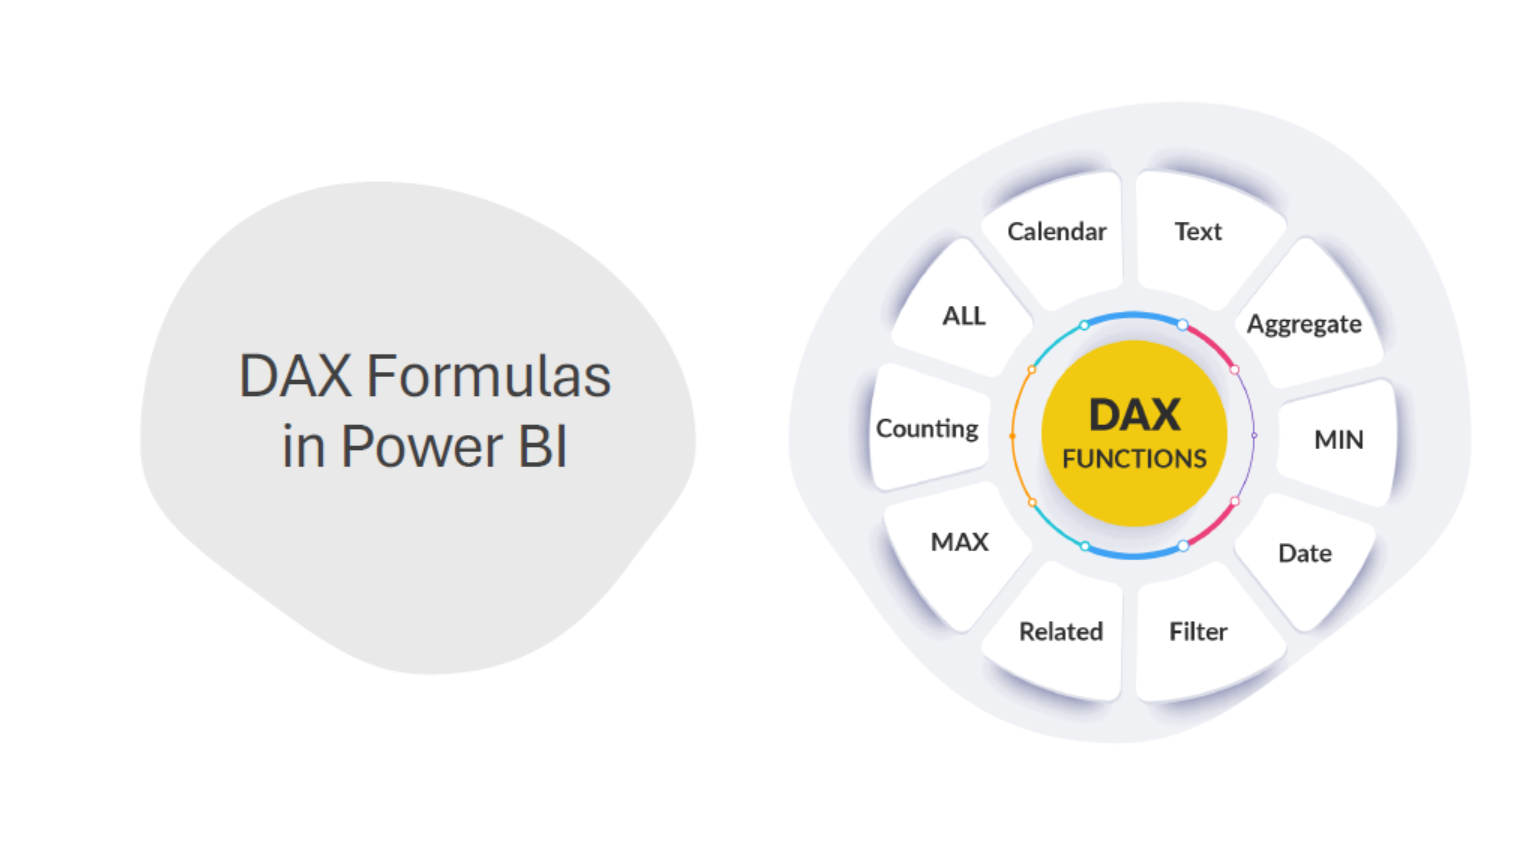 DAX Formulas
in Power BI
Calendar
Text
ALL
Aggregate
DAX
FUNCTIONS
Counting
MIN
MAX
Date
Related
Filter